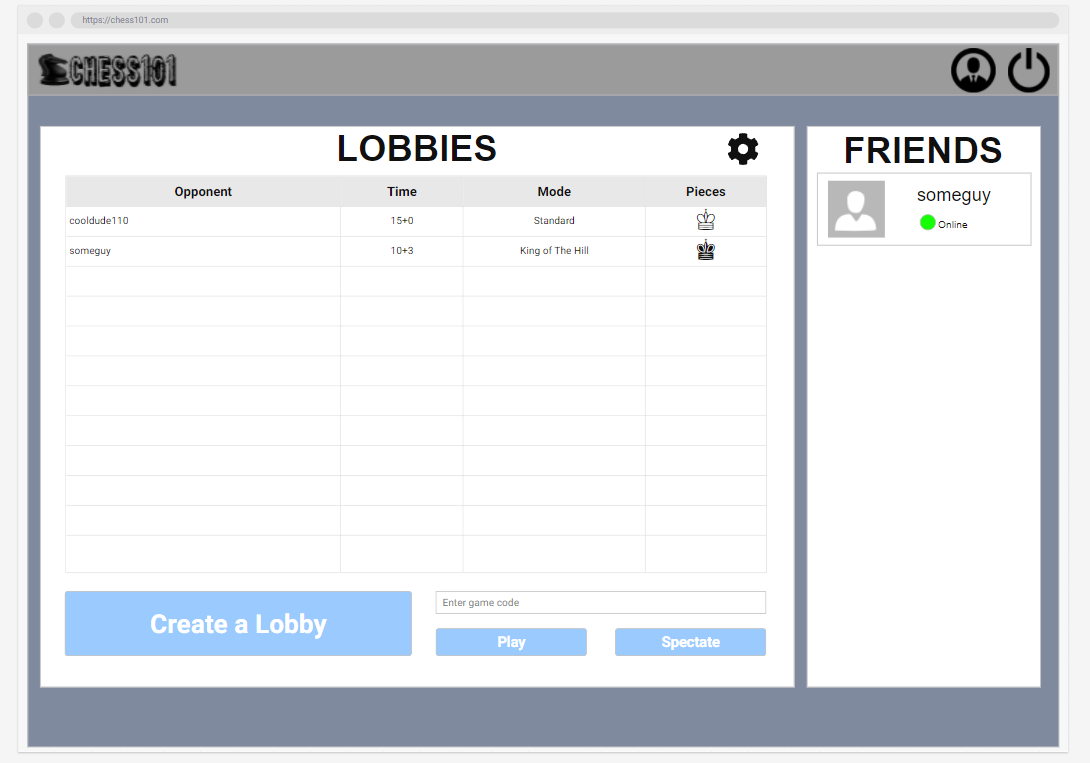 https://chess101.com
CHESS101
LOBBIES
Opponent Time Mode Pieces
cooldude110 15+0 Standard
someguy 10+3 King of The Hill
Create a Lobby
Enter game code
Play Spectate
FRIENDS
someguy
Online